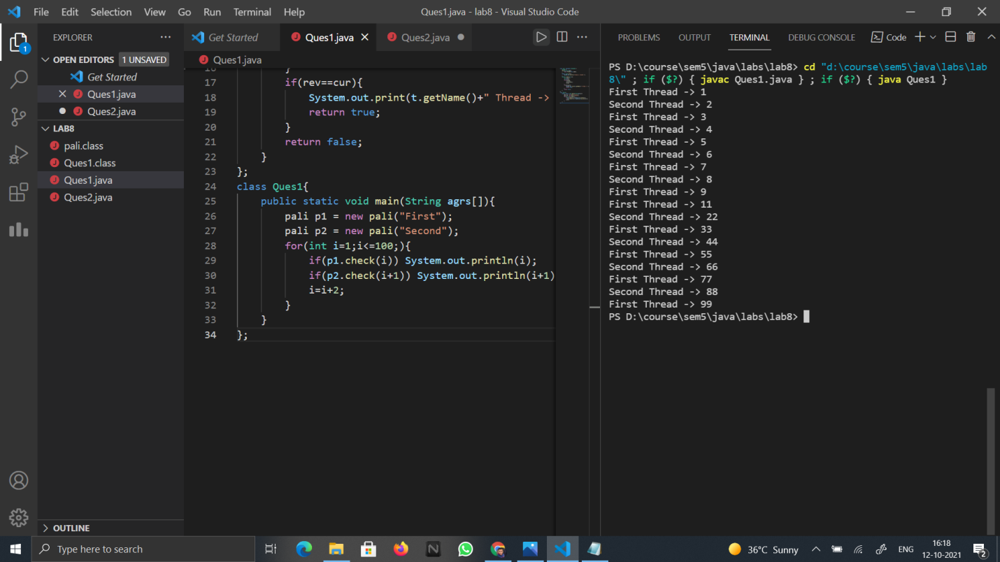 File Edit Selection View Go Run Terminal Help
Ques1.java - lab8 - Visual Studio Code
EXPLORER
OPEN EDITORS 1 UNSAVED
Get Started
Ques1.java
Ques2.java
LAB8
pali.class
Ques1.class
Ques1.java
Ques2.java
OUTLINE
1
Get Started Ques1.java Ques2.java
Ques1.java
16 }
17 if(rev==cur){
18 System.out.print(t.getName()+" Thread ->
19 return true;
20 }
21 return false;
22 }
23 };
24 class Ques1{
25 public static void main(String agrs[]){
26 pali p1 = new pali("First");
27 pali p2 = new pali("Second");
28 for(int i=1;i<=100;){
29 if(p1.check(i)) System.out.println(i);
30 if(p2.check(i+1)) System.out.println(i+1)
31 i=i+2;
32 }
33 }
34 };
PROBLEMS OUTPUT TERMINAL DEBUG CONSOLE Code
PS D:\course\sem5\java\labs\lab8> cd "d:\course\sem5\java\labs\lab
8\" ; if ($?) { javac Ques1.java } ; if ($?) { java Ques1 }
First Thread -> 1
Second Thread -> 2
First Thread -> 3
Second Thread -> 4
First Thread -> 5
Second Thread -> 6
First Thread -> 7
Second Thread -> 8
First Thread -> 9
First Thread -> 11
Second Thread -> 22
First Thread -> 33
Second Thread -> 44
First Thread -> 55
Second Thread -> 66
First Thread -> 77
Second Thread -> 88
First Thread -> 99
PS D:\course\sem5\java\labs\lab8>
Type here to search
N
36°C Sunny
ENG
16:18
12-10-2021
2